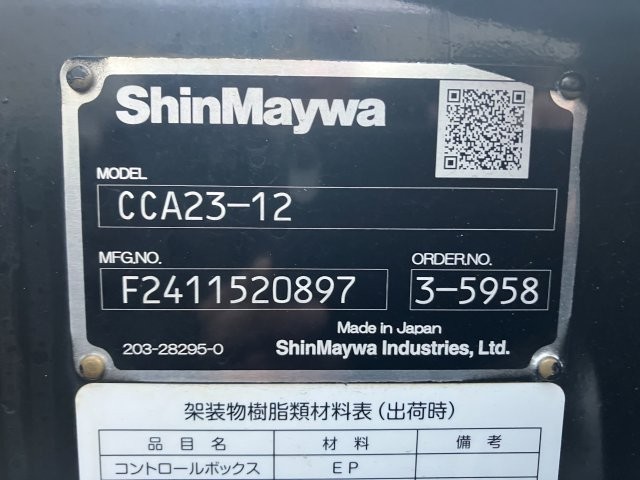 ShinMaywa
MODEL
CCA23-12
MFG.NO. ORDER.NO.
F2411520897 3-5958
Made in Japan
203-28295-0 ShinMaywa Industries, Ltd.
架装物樹脂類材料表(出荷時)
品目名 材料 備考
コントロールボックス EP